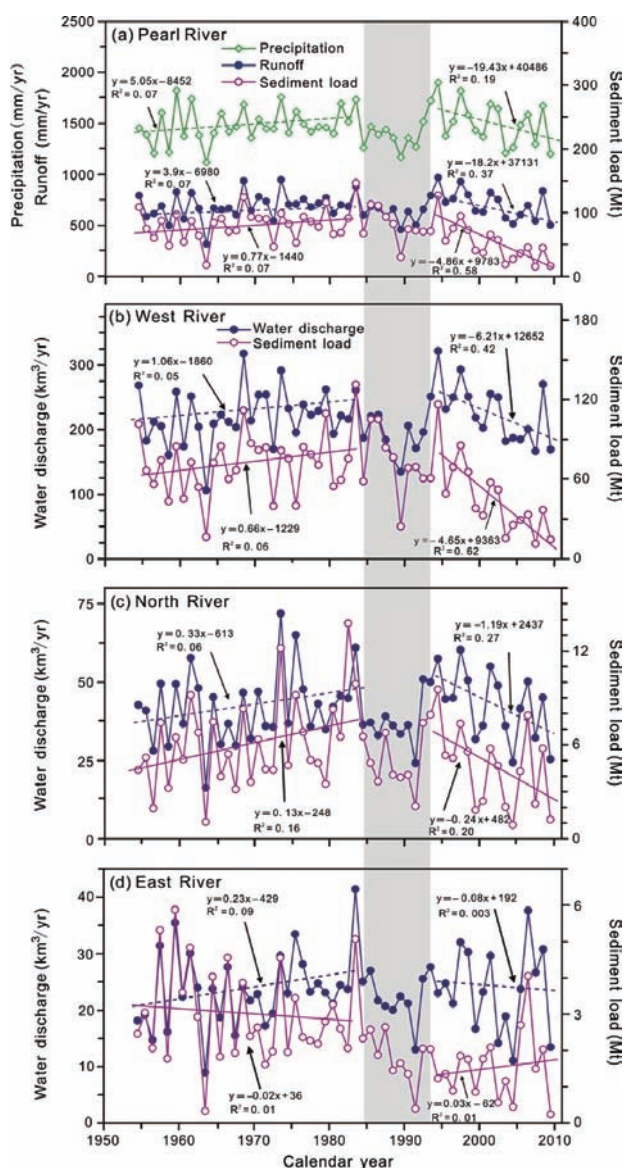 (a) Pearl River
Precipitation
Runoff
Sediment load
y=5.05x−8452
R²=0.07
y=−19.43x+40486
R²=0.19
y=3.9x−6980
R²=0.07
−18.2x+37131
R²=0.37
y=0.77x−1440
R²=0.07
y=−4.86x+9783
R²=0.58
Precipitation (mm/yr)
Runoff (mm/yr)
Sediment load (Mt)
2500
2000
1500
1000
500
0
400
300
200
100
0
(b) West River
Water discharge
Sediment load
1.06x−1860
R²=0.05
y=−6.21x+12652
R²=0.42
0.66x−1229
R²=0.06
y=−4.65x+9363
R²=0.62
Water discharge (km³/yr)
Sediment load (Mt)
300
200
100
0
180
120
60
0
(c) North River
y=0.33x−613
R²=0.06
y=−1.19x+2437
R²=0.27
0.13x−248
R²=0.16
y=−0.24x+482
R²=0.20
Water discharge (km³/yr)
Sediment load (Mt)
75
50
25
0
12
9
6
3
0
(d) East River
y=0.23x−429
R²=0.09
y=−0.08x+192
R²=0.003
y=−0.02x+36
R²=0.01
y=0.03x−62
R²=0.01
Water discharge (km³/yr)
Sediment load (Mt)
40
30
20
10
0
6
3
0
1950
1960
1970
1980
1990
2000
2010
Calendar year